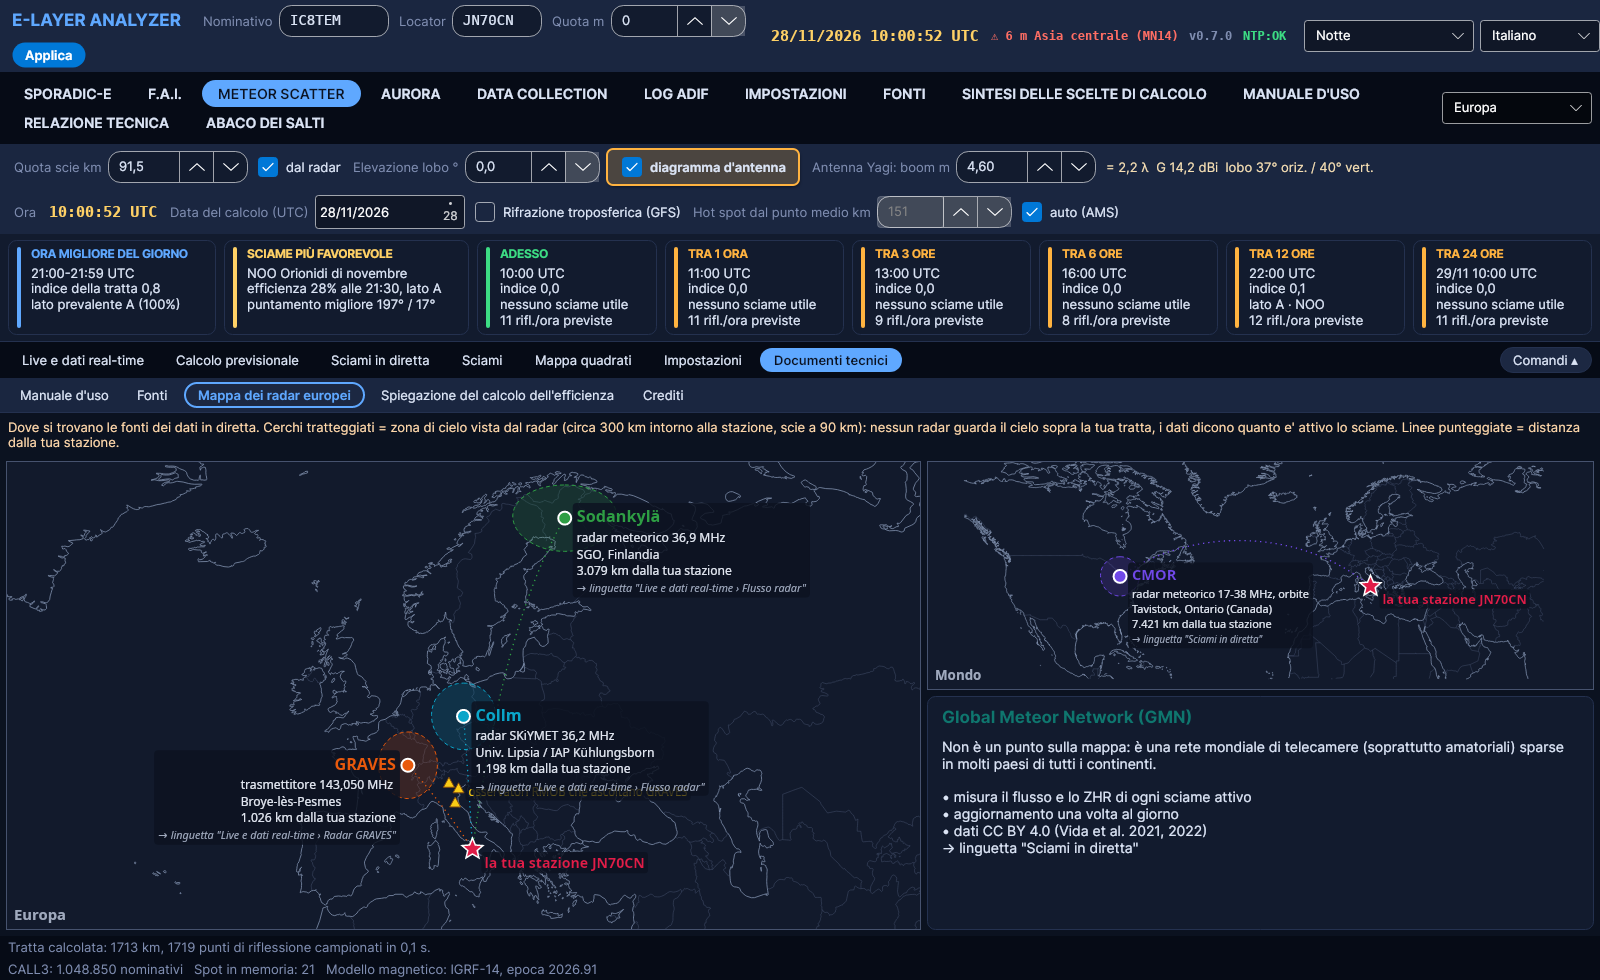 E-LAYER ANALYZER
Nominativo IC8TEM Locator JN70CN Quota m 0
Applica
28/11/2026 10:00:52 UTC ⚠ 6 m Asia centrale (MN14) v0.7.0 NTP:OK Notte Italiano
SPORADIC-E F.A.I. METEOR SCATTER AURORA DATA COLLECTION LOG ADIF IMPOSTAZIONI FONTI SINTESI DELLE SCELTE DI CALCOLO MANUALE D'USO
RELAZIONE TECNICA ABACO DEI SALTI
Europa
Quota scie km 91,5 dal radar Elevazione lobo ° 0,0 diagramma d'antenna Antenna Yagi: boom m 4,60 = 2,2 λ G 14,2 dBi lobo 37° oriz. / 40° vert.
Ora 10:00:52 UTC Data del calcolo (UTC) 28/11/2026 28 Rifrazione troposferica (GFS) Hot spot dal punto medio km 151 auto (AMS)
ORA MIGLIORE DEL GIORNO
21:00-21:59 UTC
indice della tratta 0,8
lato prevalente A (100%)
SCIAME PIÙ FAVOREVOLE
NOO Orionidi di novembre
efficienza 28% alle 21:30, lato A
puntamento migliore 197° / 17°
ADESSO
10:00 UTC
indice 0,0
nessuno sciame utile
11 rifl./ora previste
TRA 1 ORA
11:00 UTC
indice 0,0
nessuno sciame utile
11 rifl./ora previste
TRA 3 ORE
13:00 UTC
indice 0,0
nessuno sciame utile
9 rifl./ora previste
TRA 6 ORE
16:00 UTC
indice 0,0
nessuno sciame utile
8 rifl./ora previste
TRA 12 ORE
22:00 UTC
indice 0,1
lato A · NOO
12 rifl./ora previste
TRA 24 ORE
29/11 10:00 UTC
indice 0,0
nessuno sciame utile
11 rifl./ora previste
Live e dati real-time Calcolo previsionale Sciami in diretta Sciami Mappa quadrati Impostazioni Documenti tecnici Comandi ▴
Manuale d'uso Fonti Mappa dei radar europei Spiegazione del calcolo dell'efficienza Crediti
Dove si trovano le fonti dei dati in diretta. Cerchi tratteggiati = zona di cielo vista dal radar (circa 300 km intorno alla stazione, scie a 90 km): nessun radar guarda il cielo sopra la tua tratta, i dati dicono quanto e' attivo lo sciame. Linee punteggiate = distanza
dalla tua stazione.
Sodankylä
radar meteorico 36,9 MHz
SGO, Finlandia
3.079 km dalla tua stazione
→ linguetta "Live e dati real-time › Flusso radar"
Collm
radar SKiYMET 36,2 MHz
Univ. Lipsia / IAP Kühlungsborn
1.198 km dalla tua stazione
→ linguetta "Live e dati real-time › Flusso radar"
GRAVES
trasmettitore 143,050 MHz
Broye-lès-Pesmes
1.026 km dalla tua stazione
→ linguetta "Live e dati real-time › Radar GRAVES"
la tua stazione JN70CN
Europa
CMOR
radar meteorico 17-38 MHz, orbite
Tavistock, Ontario (Canada)
7.421 km dalla tua stazione
→ linguetta "Sciami in diretta"
la tua stazione JN70CN
Mondo
Global Meteor Network (GMN)
Non è un punto sulla mappa: è una rete mondiale di telecamere (soprattutto amatoriali) sparse
in molti paesi di tutti i continenti.
• misura il flusso e lo ZHR di ogni sciame attivo
• aggiornamento una volta al giorno
• dati CC BY 4.0 (Vida et al. 2021, 2022)
→ linguetta "Sciami in diretta"
Tratta calcolata: 1713 km, 1719 punti di riflessione campionati in 0,1 s.
CALL3: 1.048.850 nominativi Spot in memoria: 21 Modello magnetico: IGRF-14, epoca 2026.91